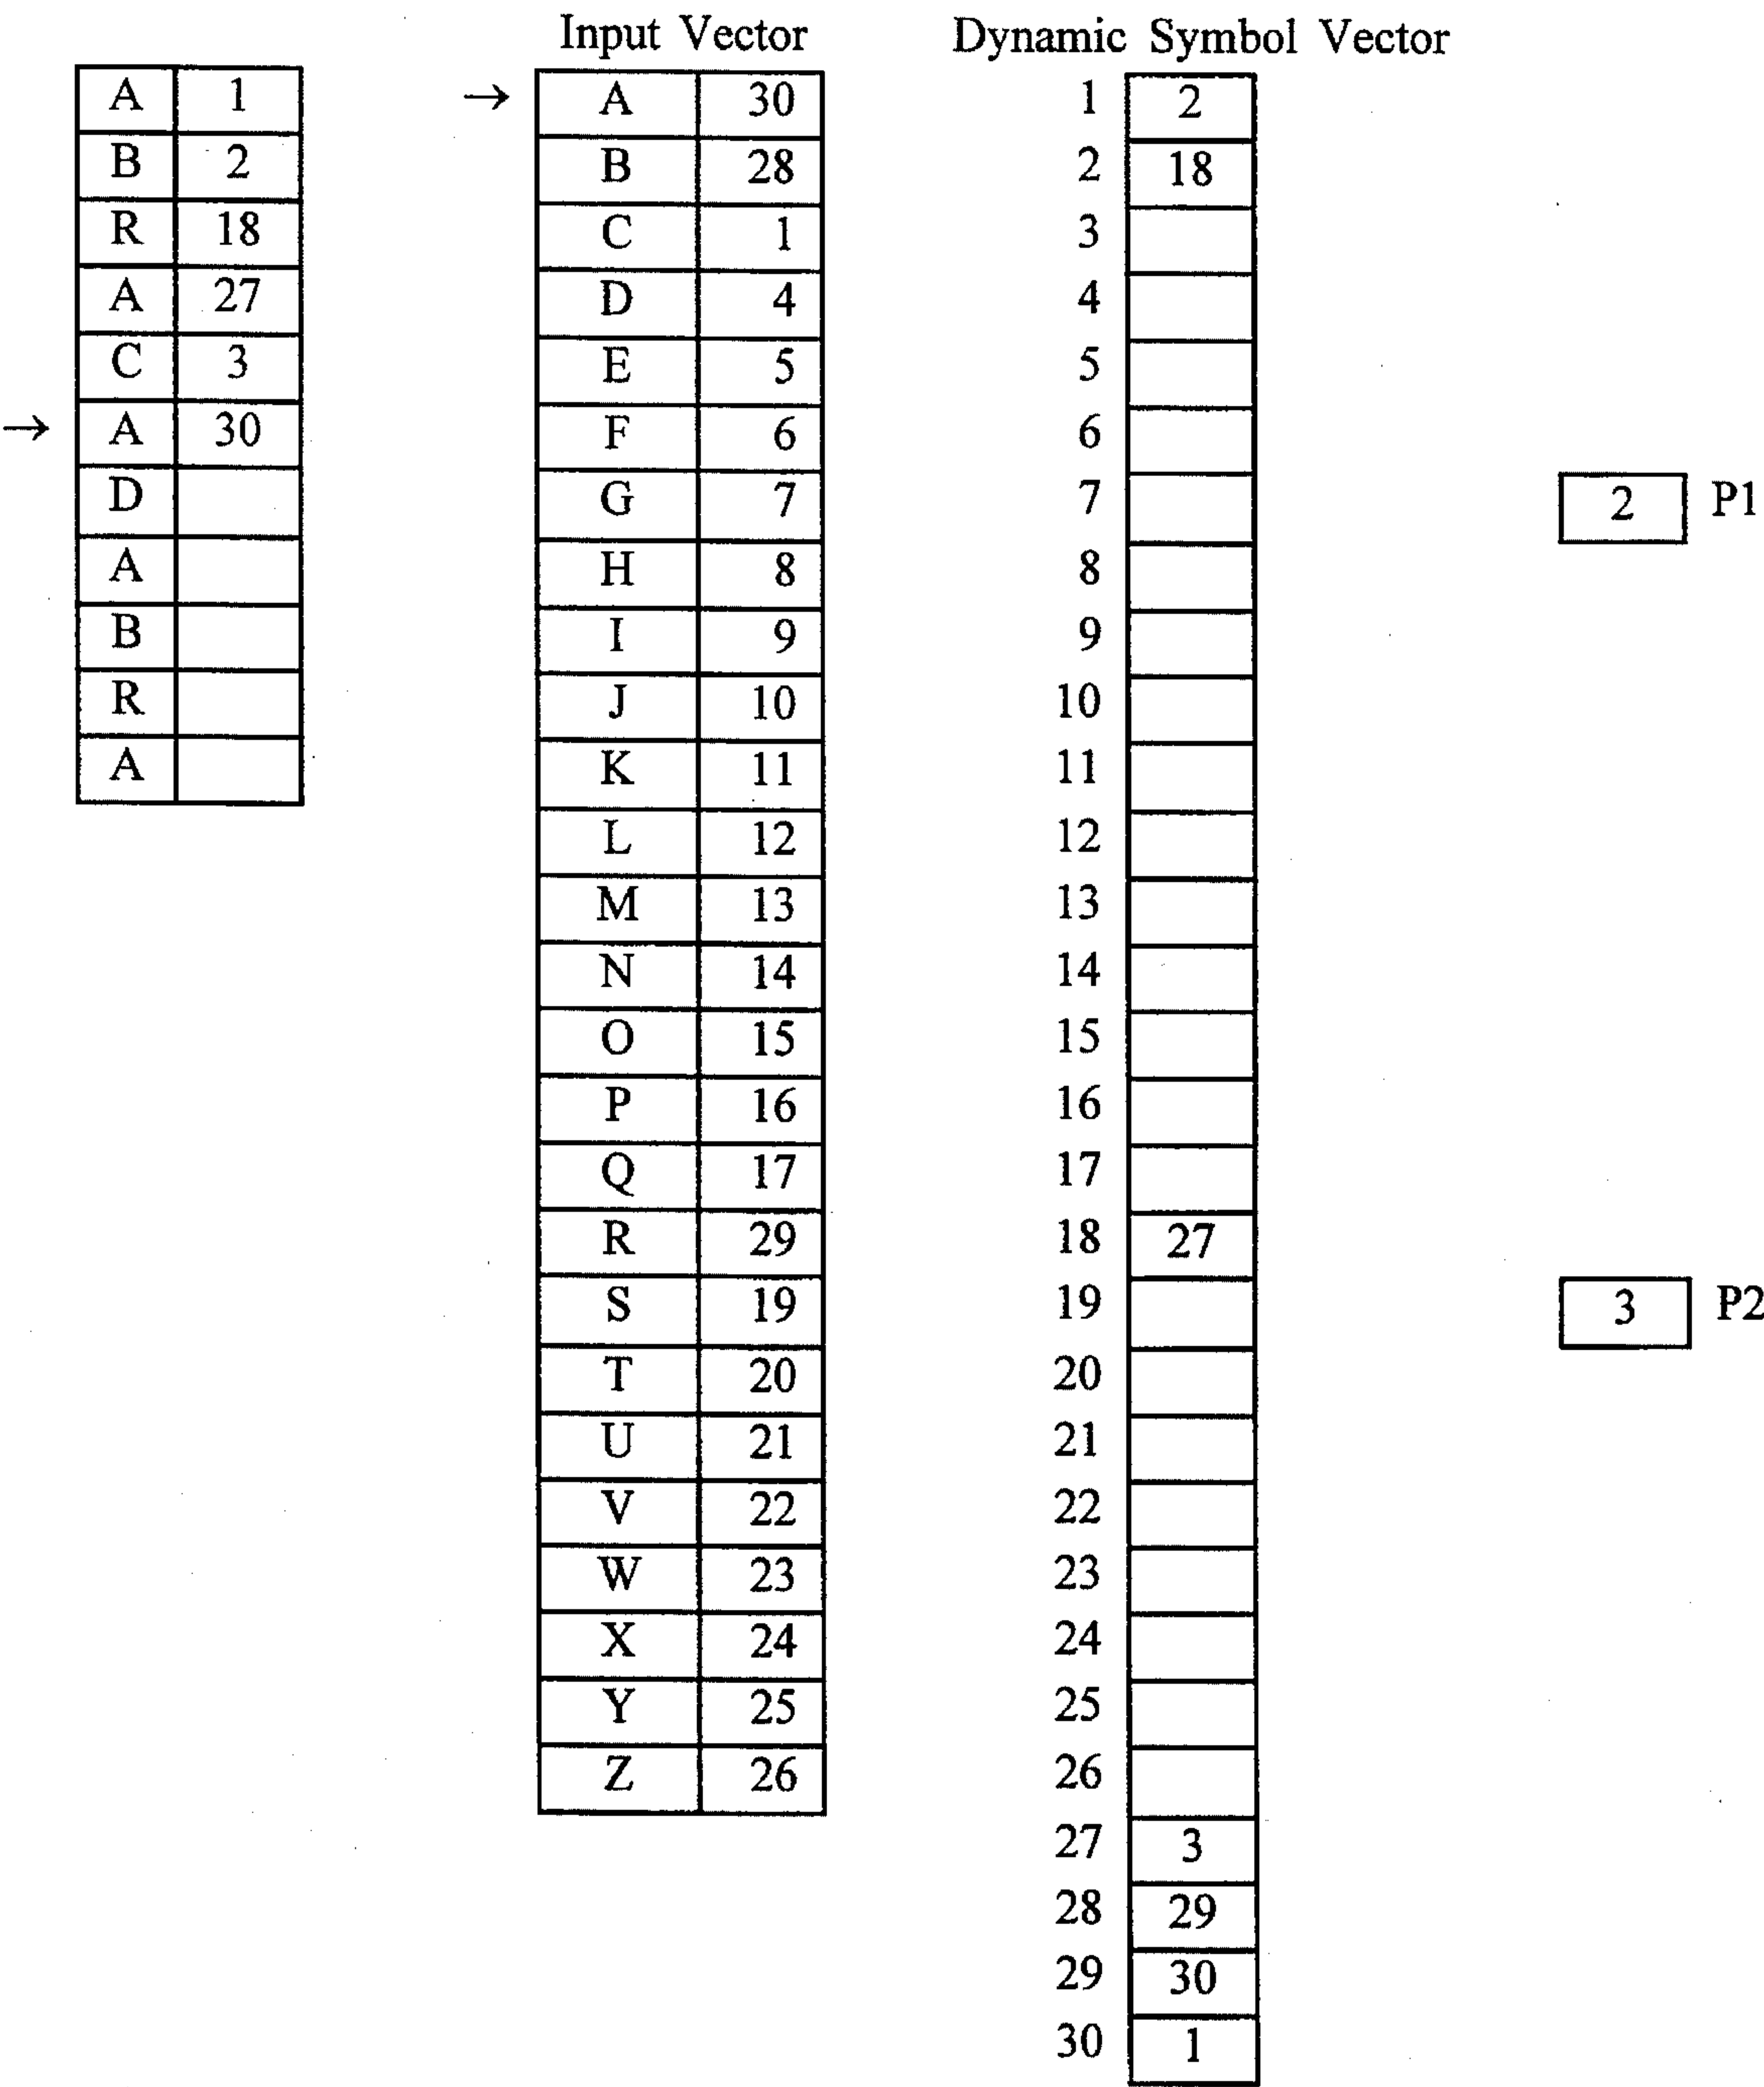 Input Vector
Dynamic Symbol Vector
A 1
B 2
R 18
A 27
C 3
→ A 30
D
A
B
R
A
→ A 30
B 28
C 1
D 4
E 5
F 6
G 7
H 8
I 9
J 10
K 11
L 12
M 13
N 14
O 15
P 16
Q 17
R 29
S 19
T 20
U 21
V 22
W 23
X 24
Y 25
Z 26
1 2
2 18
3
4
5
6
7
8
9
10
11
12
13
14
15
16
17
18 27
19
20
21
22
23
24
25
26
27 3
28 29
29 30
30 1
2 P1
3 P2